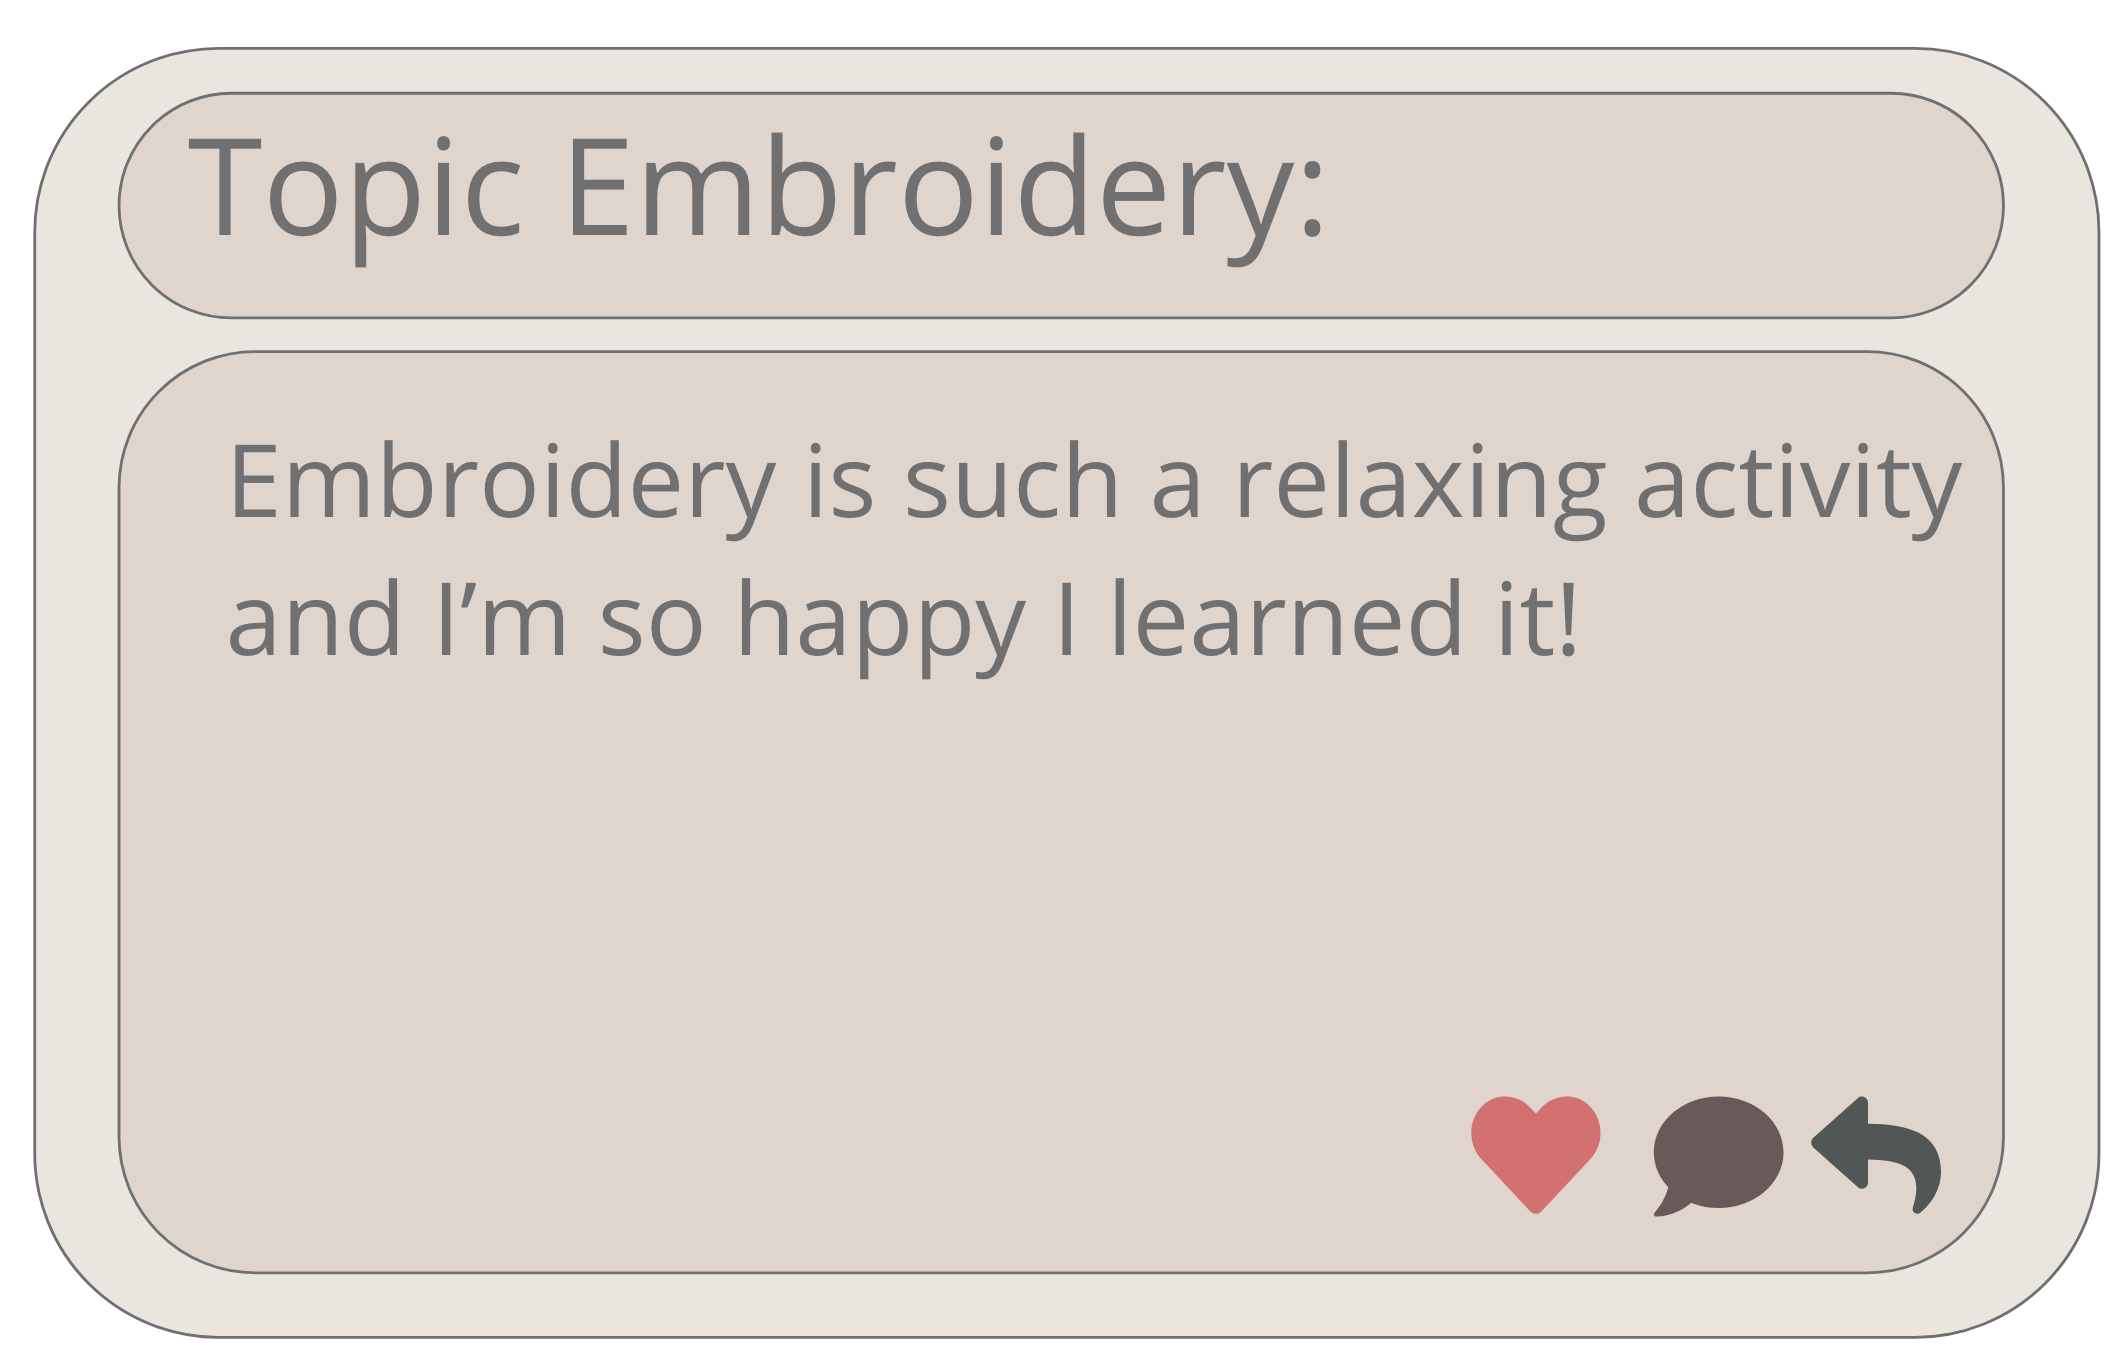 Topic Embroidery:
Embroidery is such a relaxing activity
and I’m so happy I learned it!